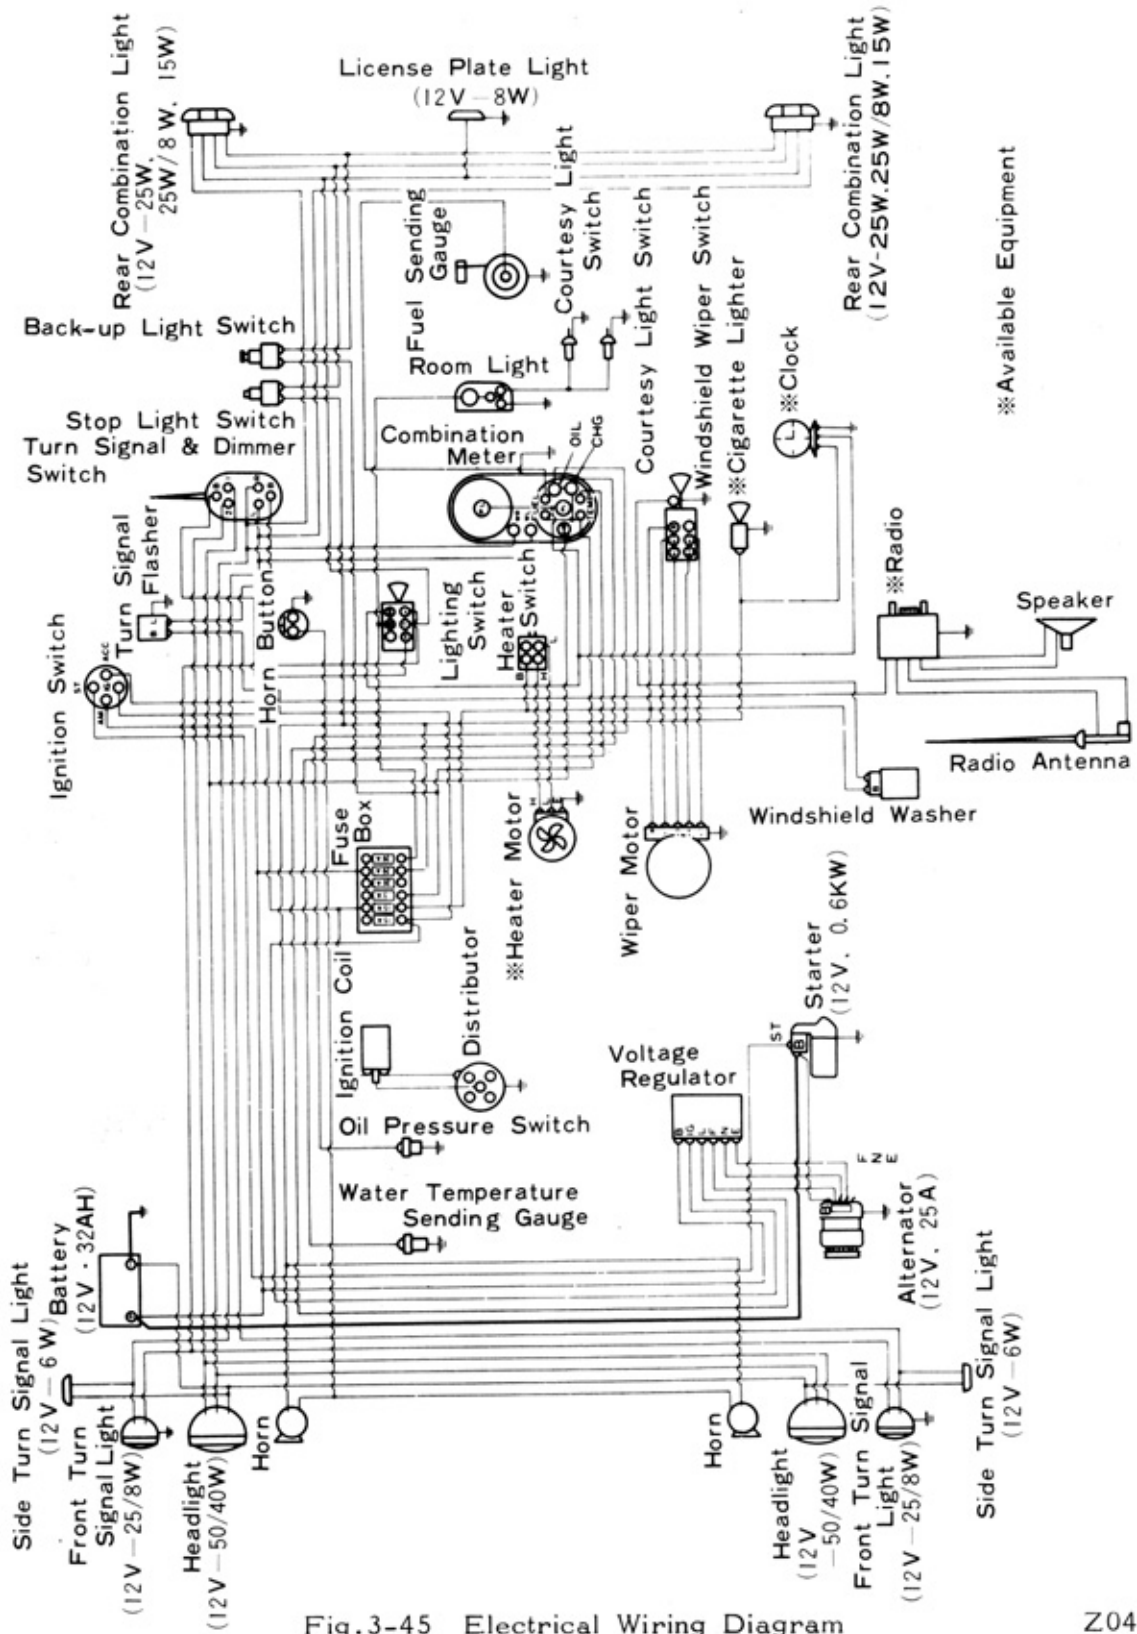 Rear Combination Light
(12V—25W.
25W/8W. 15W)
License Plate Light
(12V—8W)
Rear Combination Light
(12V-25W.25W/8W.15W)
※Available Equipment
Back-up Light Switch
Stop Light Switch
Turn Signal & Dimmer
Switch
Fuel Sending
Gauge
Courtesy Light
Switch
Courtesy Light Switch
Windshield Wiper Switch
※Cigarette Lighter
※Clock
Room Light
Combination
Meter
OIL
CHG
Turn Signal
Flasher
B
Ignition Switch
ACC
ST
AM
IG
Horn Button
Lighting
Switch
Heater
Switch
B
H
L
※Radio
Speaker
Radio Antenna
Windshield Washer
B
Fuse
Box
H
L
E
※Heater Motor
Wiper Motor
Ignition Coil
Distributor
Starter
(12V. 0.6KW)
ST
B
Voltage
Regulator
B
IG
L
F
N
E
Oil Pressure Switch
Water Temperature
Sending Gauge
F
N
E
Alternator
(12V. 25A)
Battery
(12V・32AH)
Side Turn Signal Light
(12V—6W)
Front Turn
Signal Light
(12V—25/8W)
Headlight
(12V—50/40W)
Horn
Horn
Headlight
(12V
—50/40W)
Front Turn Signal
Light
(12V—25/8W)
Side Turn Signal Light
(12V—6W)
Fig.3-45 Electrical Wiring Diagram
Z04